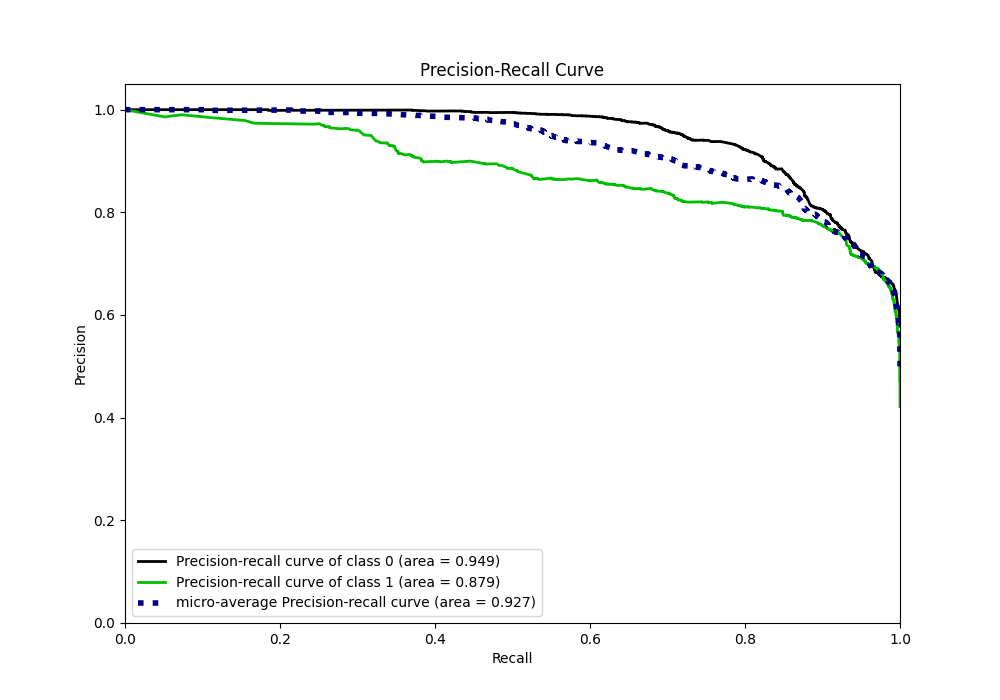 Precision-Recall Curve
1.0
0.8
0.6
0.4
0.2
0.0
Precision
Precision-recall curve of class 0 (area = 0.949)
Precision-recall curve of class 1 (area = 0.879)
micro-average Precision-recall curve (area = 0.927)
0.0 0.2 0.4 0.6 0.8 1.0
Recall